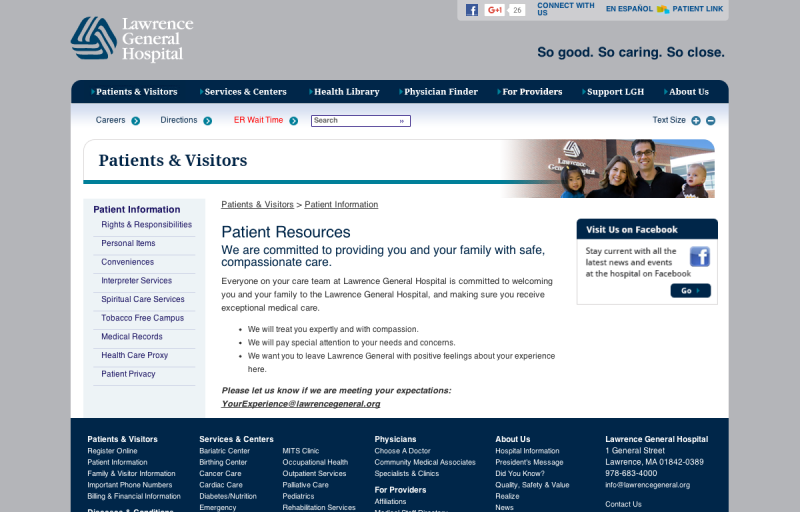 Lawrence
General
Hospital
G+1 26
CONNECT WITH US
EN ESPAÑOL
PATIENT LINK
So good. So caring. So close.
Patients & Visitors
Services & Centers
Health Library
Physician Finder
For Providers
Support LGH
About Us
Careers
Directions
ER Wait Time
Search
Text Size
Patients & Visitors
Lawrence
Patient Information
Rights & Responsibilities
Personal Items
Conveniences
Interpreter Services
Spiritual Care Services
Tobacco Free Campus
Medical Records
Health Care Proxy
Patient Privacy
Patients & Visitors > Patient Information
Patient Resources
We are committed to providing you and your family with safe,
compassionate care.
Everyone on your care team at Lawrence General Hospital is committed to welcoming
you and your family to the Lawrence General Hospital, and making sure you receive
exceptional medical care.
• We will treat you expertly and with compassion.
• We will pay special attention to your needs and concerns.
• We want you to leave Lawrence General with positive feelings about your experience
here.
Please let us know if we are meeting your expectations:
YourExperience@lawrencegeneral.org
Visit Us on Facebook
Stay current with all the
latest news and events
at the hospital on Facebook
Go
Patients & Visitors
Register Online
Patient Information
Family & Visitor Information
Important Phone Numbers
Billing & Financial Information
Diseases & Conditions
Services & Centers
Bariatric Center
Birthing Center
Cancer Care
Cardiac Care
Diabetes/Nutrition
Emergency
MITS Clinic
Occupational Health
Outpatient Services
Palliative Care
Pediatrics
Rehabilitation Services
Physicians
Choose A Doctor
Community Medical Associates
Specialists & Clinics
For Providers
Affiliations
Medical Staff Directory
About Us
Hospital Information
President's Message
Did You Know?
Quality, Safety & Value
Realize
News
Lawrence General Hospital
1 General Street
Lawrence, MA 01842-0389
978-683-4000
info@lawrencegeneral.org
Contact Us